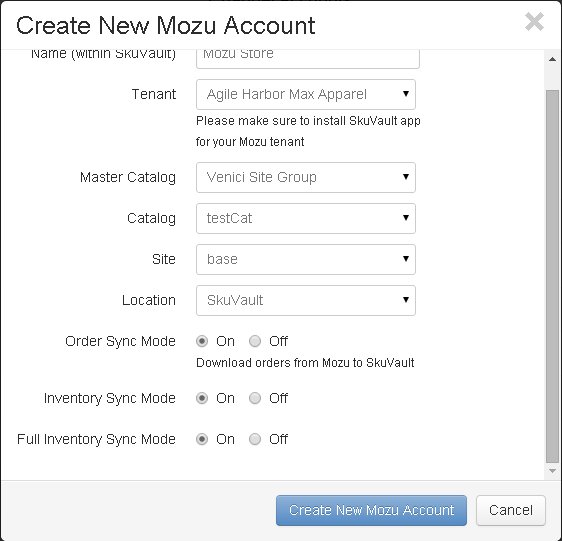 Create New Mozu Account
Name (within SkuVault) Mozu Store
Tenant Agile Harbor Max Apparel
Please make sure to install SkuVault app
for your Mozu tenant
Master Catalog Venici Site Group
Catalog testCat
Site base
Location SkuVault
Order Sync Mode On Off
Download orders from Mozu to SkuVault
Inventory Sync Mode On Off
Full Inventory Sync Mode On Off
Create New Mozu Account Cancel